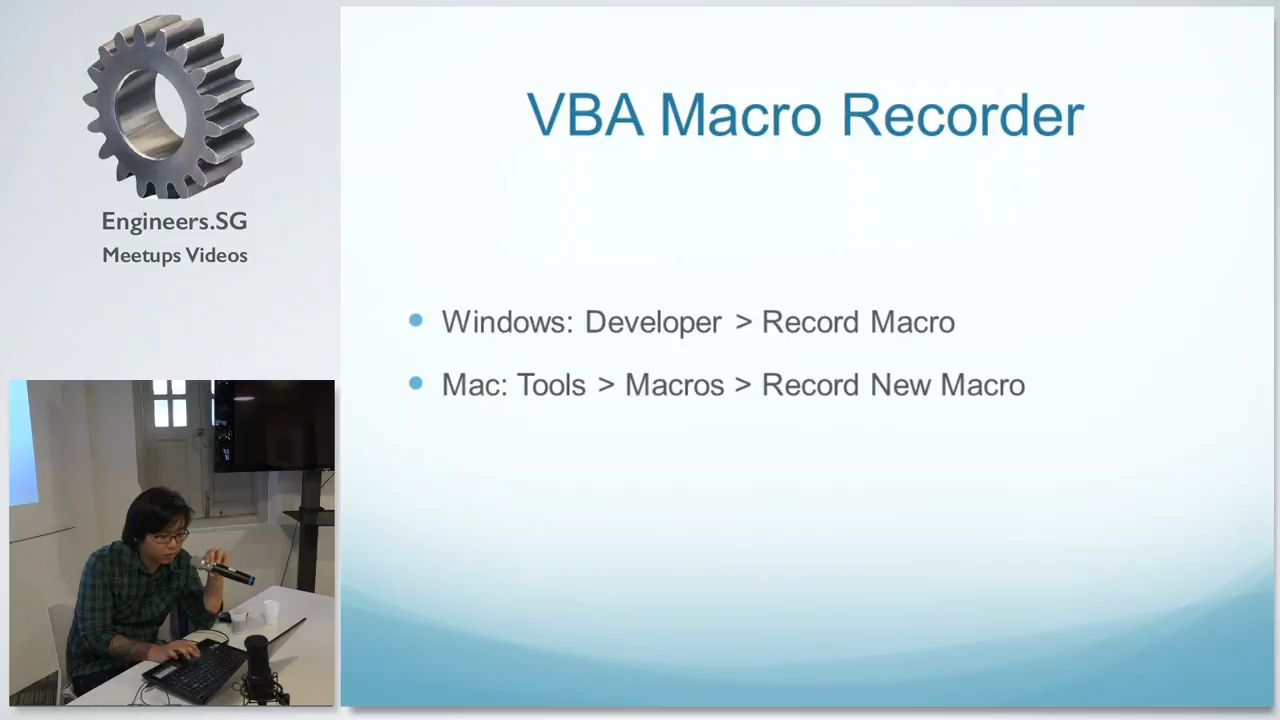 Engineers.SG
Meetups Videos
VBA Macro Recorder
Windows: Developer > Record Macro
Mac: Tools > Macros > Record New Macro